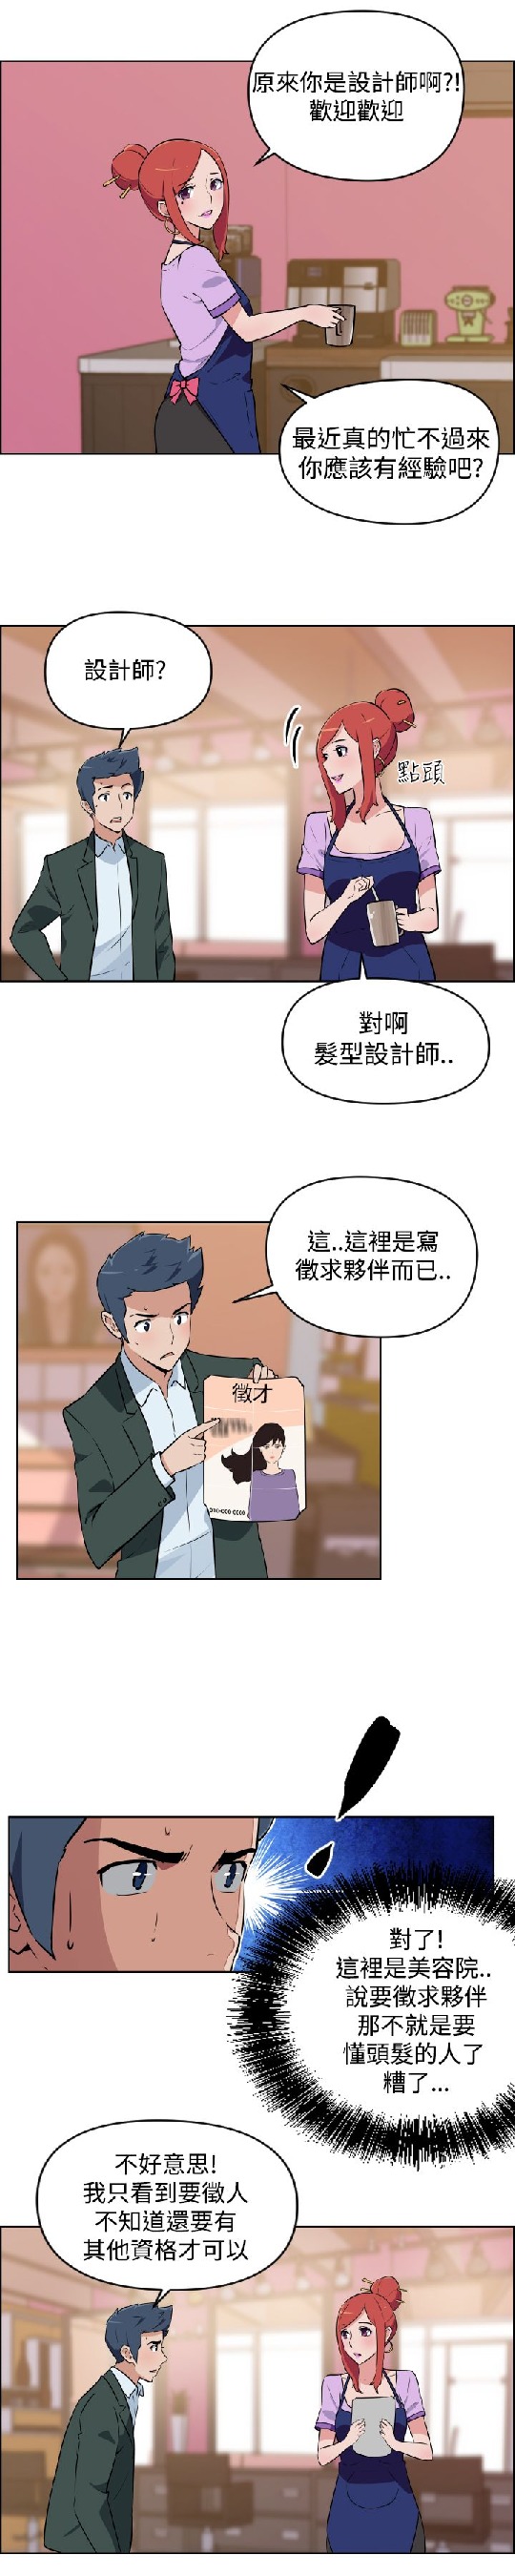 原來你是設計師啊?!
歡迎歡迎
最近真的忙不過來
你應該有經驗吧?
設計師?
點頭
對啊
髮型設計師..
這..這裡是寫
徵求夥伴而已..
徵才
對了!
這裡是美容院..
說要徵求夥伴
那不就是要
懂頭髮的人了
糟了...
不好意思!
我只看到要徵人
不知道還要有
其他資格才可以